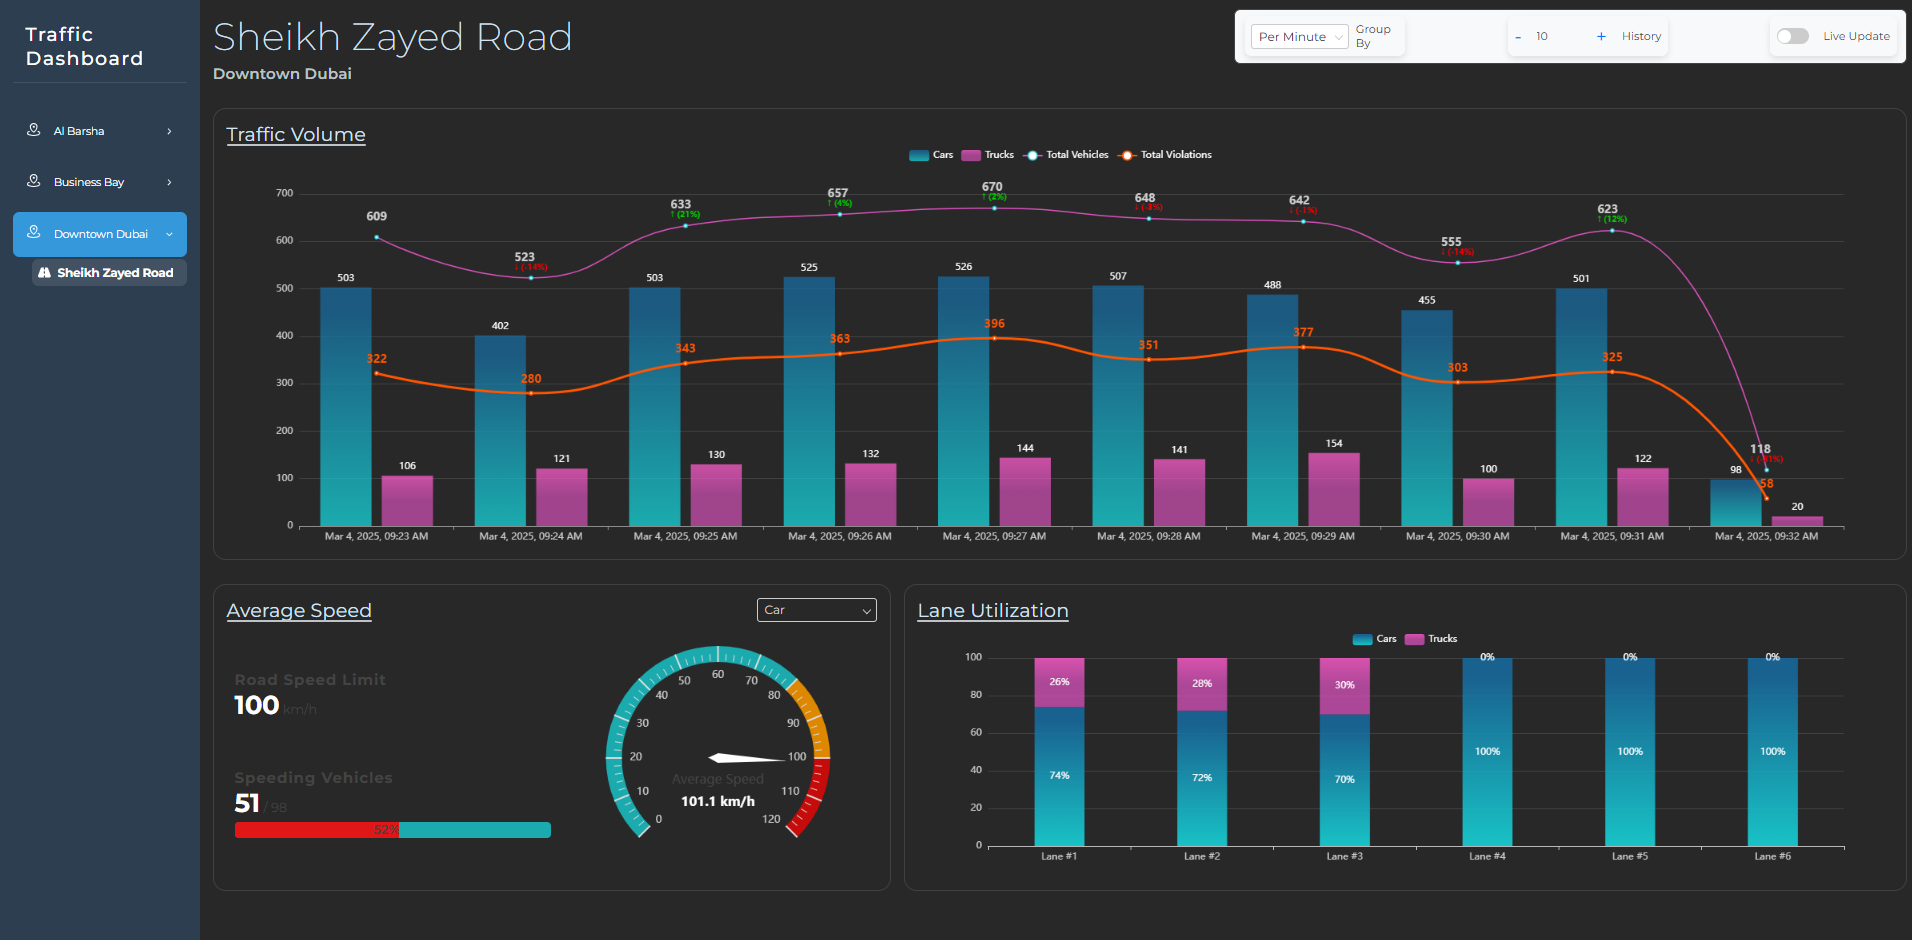 Traffic
Dashboard
Al Barsha
Business Bay
Downtown Dubai
Sheikh Zayed Road
Sheikh Zayed Road
Downtown Dubai
Per Minute
Group
By
- 10 + History
Live Update
Traffic Volume
Cars Trucks Total Vehicles Total Violations
700
600
500
400
300
200
100
0
609
523
↓ (-14%)
633
↑ (21%)
657
↑ (4%)
670
↑ (2%)
648
↓ (-3%)
642
↓ (-1%)
555
↓ (-14%)
623
↑ (12%)
118
503 402 503 525 526 507 488 455 501 98
322 280 343 363 396 351 377 303 325 58
106 121 130 132 144 141 154 100 122 20
Mar 4, 2025, 09:23 AM Mar 4, 2025, 09:24 AM Mar 4, 2025, 09:25 AM Mar 4, 2025, 09:26 AM Mar 4, 2025, 09:27 AM Mar 4, 2025, 09:28 AM Mar 4, 2025, 09:29 AM Mar 4, 2025, 09:30 AM Mar 4, 2025, 09:31 AM Mar 4, 2025, 09:32 AM
Average Speed
Car
Road Speed Limit
100 km/h
Speeding Vehicles
51 / 98
52%
0
10
20
30
40
50
60
70
80
90
100
110
120
Average Speed
101.1 km/h
Lane Utilization
Cars Trucks
100
80
60
40
20
0
26% 28% 30% 0% 0% 0%
74% 72% 70% 100% 100% 100%
Lane #1 Lane #2 Lane #3 Lane #4 Lane #5 Lane #6